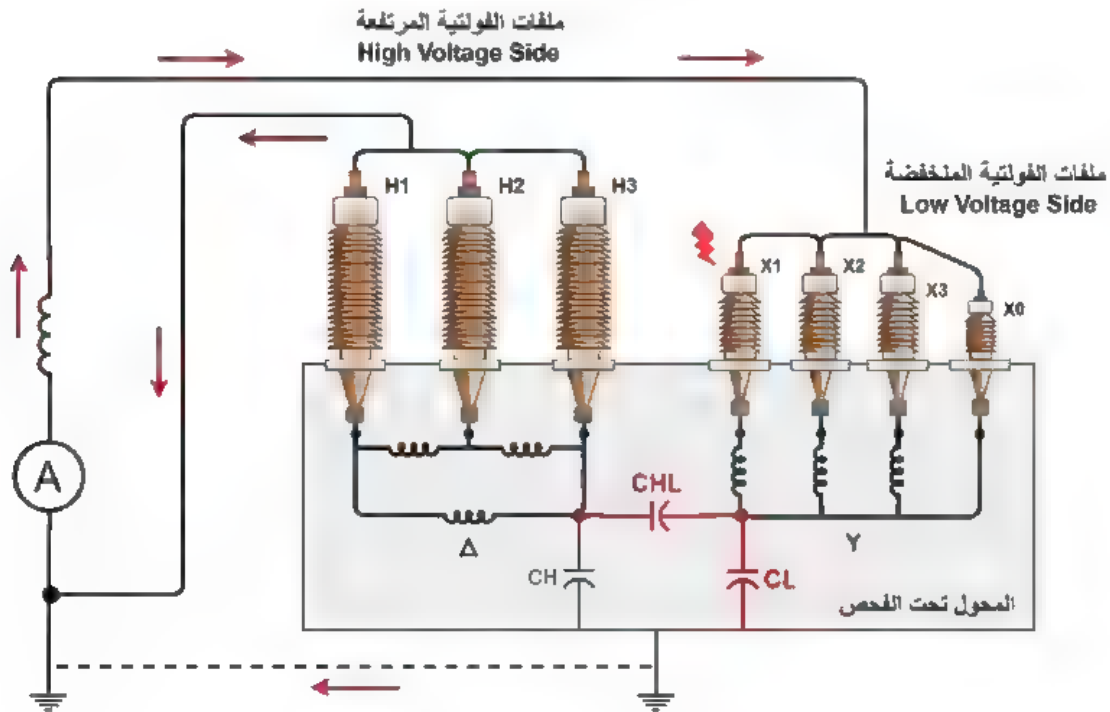 ملفات الفولتية المرتفعة
High Voltage Side
ملفات الفولتية المنخفضة
Low Voltage Side
H1
H2
H3
X1
X2
X3
X0
A
CHL
Δ
Y
CH
CL
المحول تحت الفحص